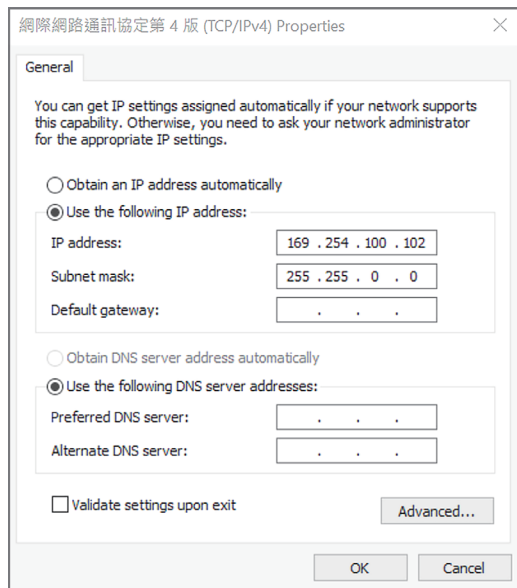 網際網路通訊協定第 4 版 (TCP/IPv4) Properties
General
You can get IP settings assigned automatically if your network supports
this capability. Otherwise, you need to ask your network administrator
for the appropriate IP settings.
Obtain an IP address automatically
Use the following IP address:
IP address: 169 . 254 . 100 . 102
Subnet mask: 255 . 255 . 0 . 0
Default gateway: . . .
Obtain DNS server address automatically
Use the following DNS server addresses:
Preferred DNS server: . . .
Alternate DNS server: . . .
Validate settings upon exit
Advanced...
OK Cancel